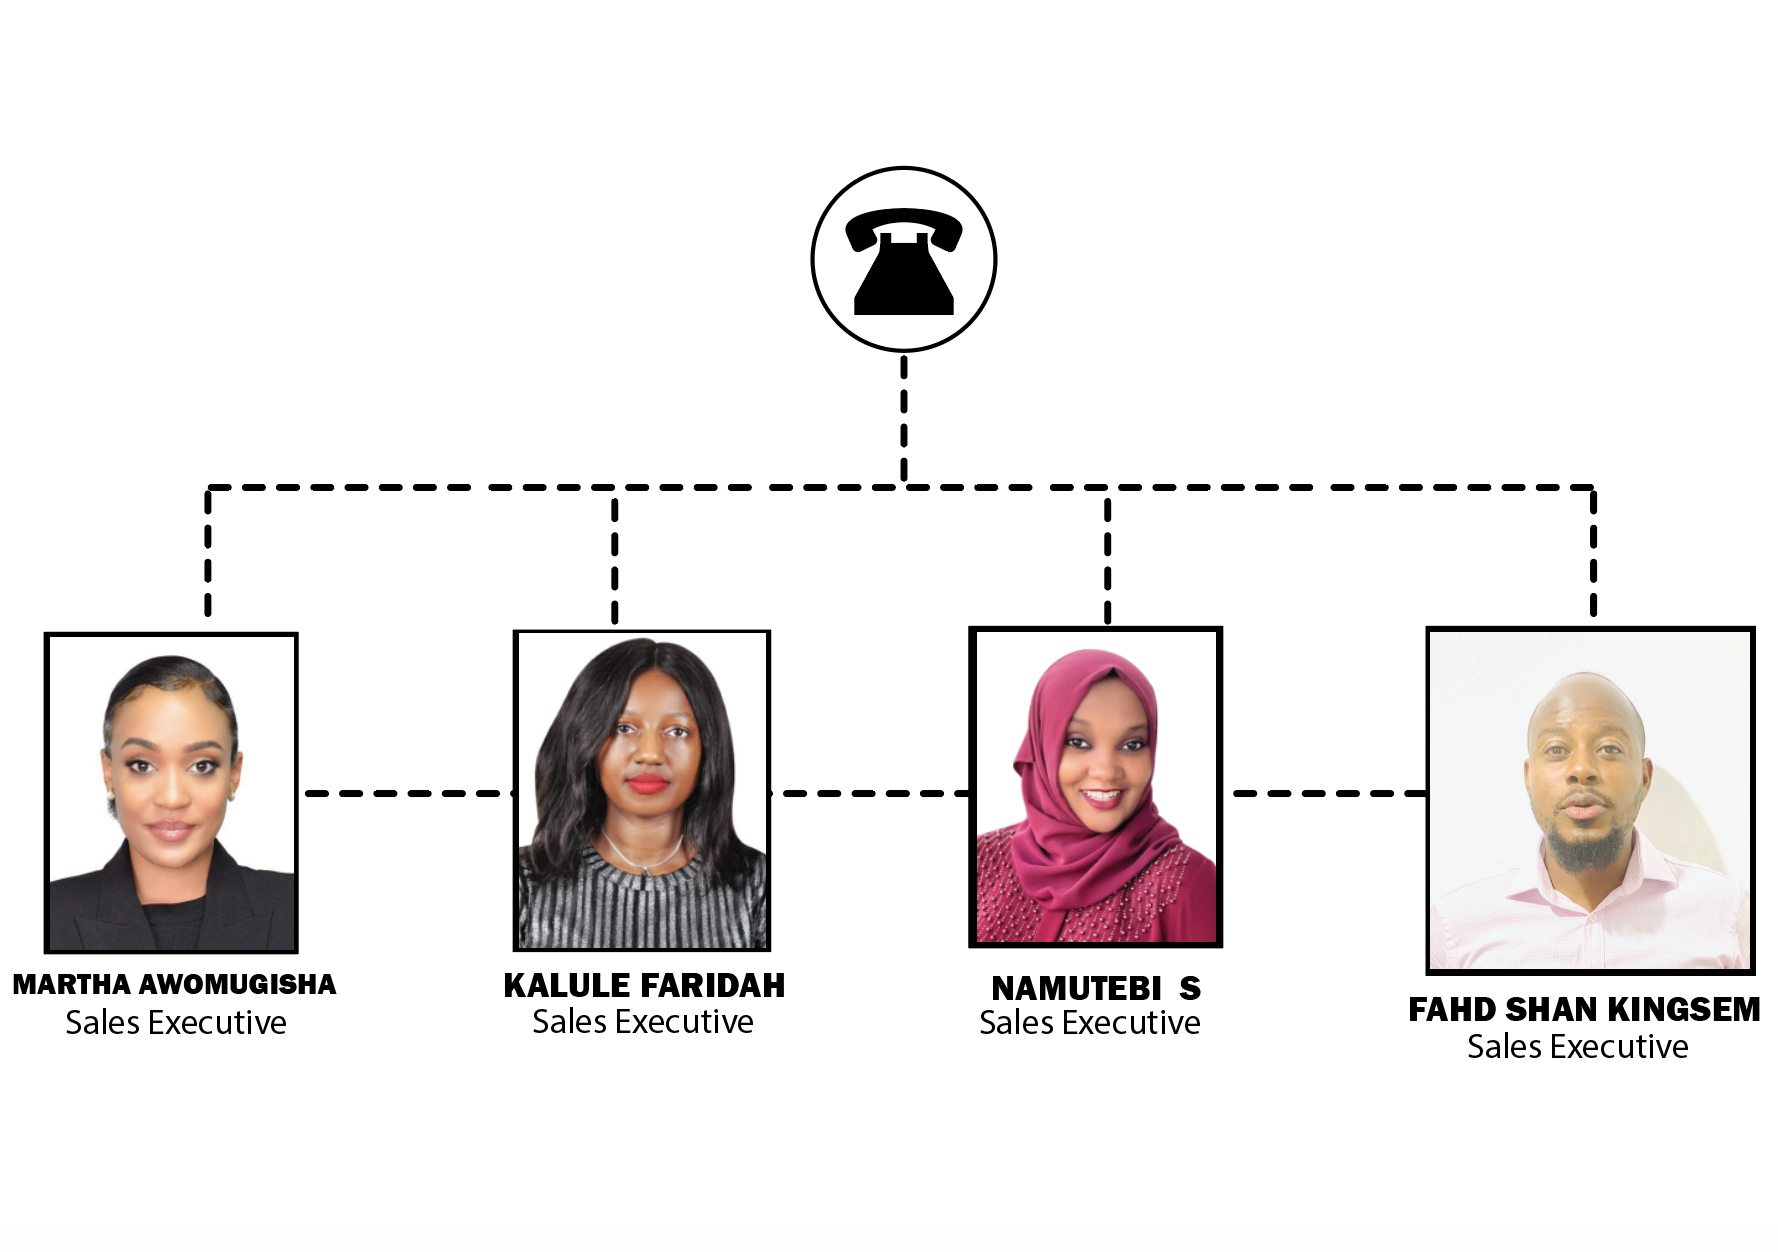 MARTHA AWOMUGISHA
Sales Executive
KALULE FARIDAH
Sales Executive
NAMUTEBI S
Sales Executive
FAHD SHAN KINGSEM
Sales Executive